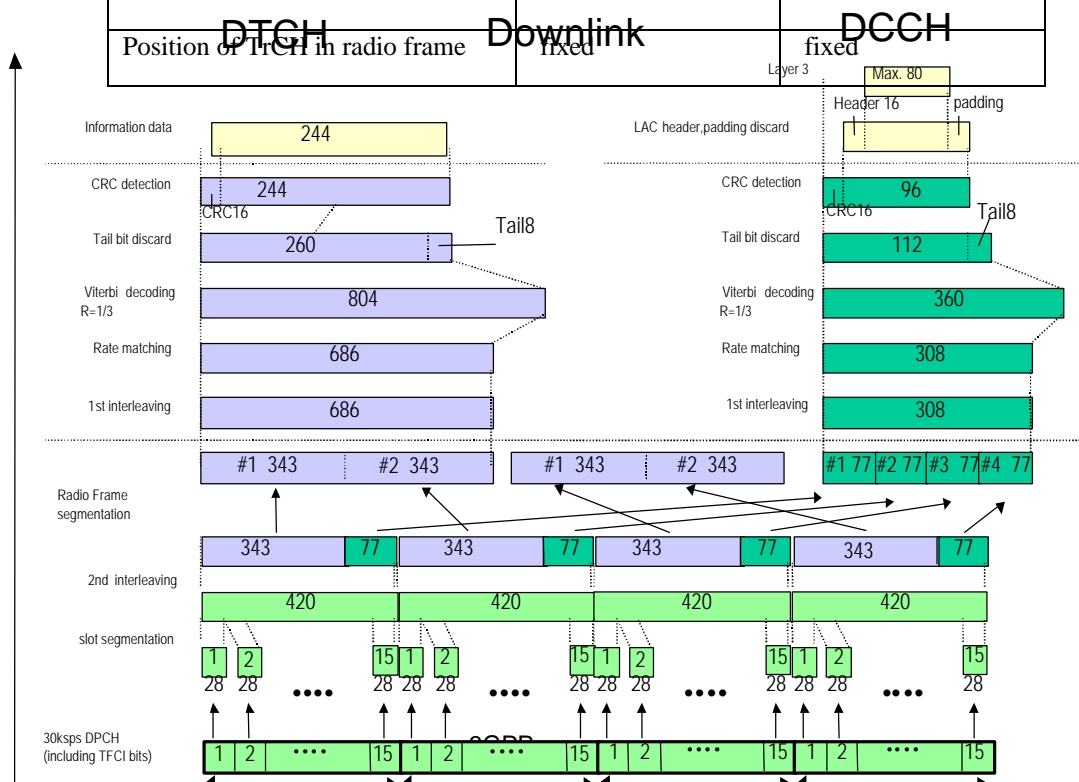 DTCH Downlink DCCH
Position of TrCH in radio frame fixed fixed
Layer 3 Max. 80
Header 16 padding
Information data 244 LAC header,padding discard
CRC detection 244 CRC detection 96
CRC16 CRC16
Tail8 Tail8
Tail bit discard 260 Tail bit discard 112
Viterbi decoding R=1/3 804 Viterbi decoding R=1/3 360
Rate matching 686 Rate matching 308
1st interleaving 686 1st interleaving 308
#1 343 #2 343 #1 343 #2 343 #1 77 #2 77 #3 77 #4 77
Radio Frame
segmentation
343 77 343 77 343 77 343 77
2nd interleaving
420 420 420 420
slot segmentation
1 2 15 1 2 15 1 2 15 1 2 15
28 28 •••• 28 28 28 •••• 28 28 28 •••• 28 28 28 •••• 28
30ksps DPCH
(including TFCI bits)
1 2 •••• 15 1 2 •••• 15 1 2 •••• 15 1 2 •••• 15